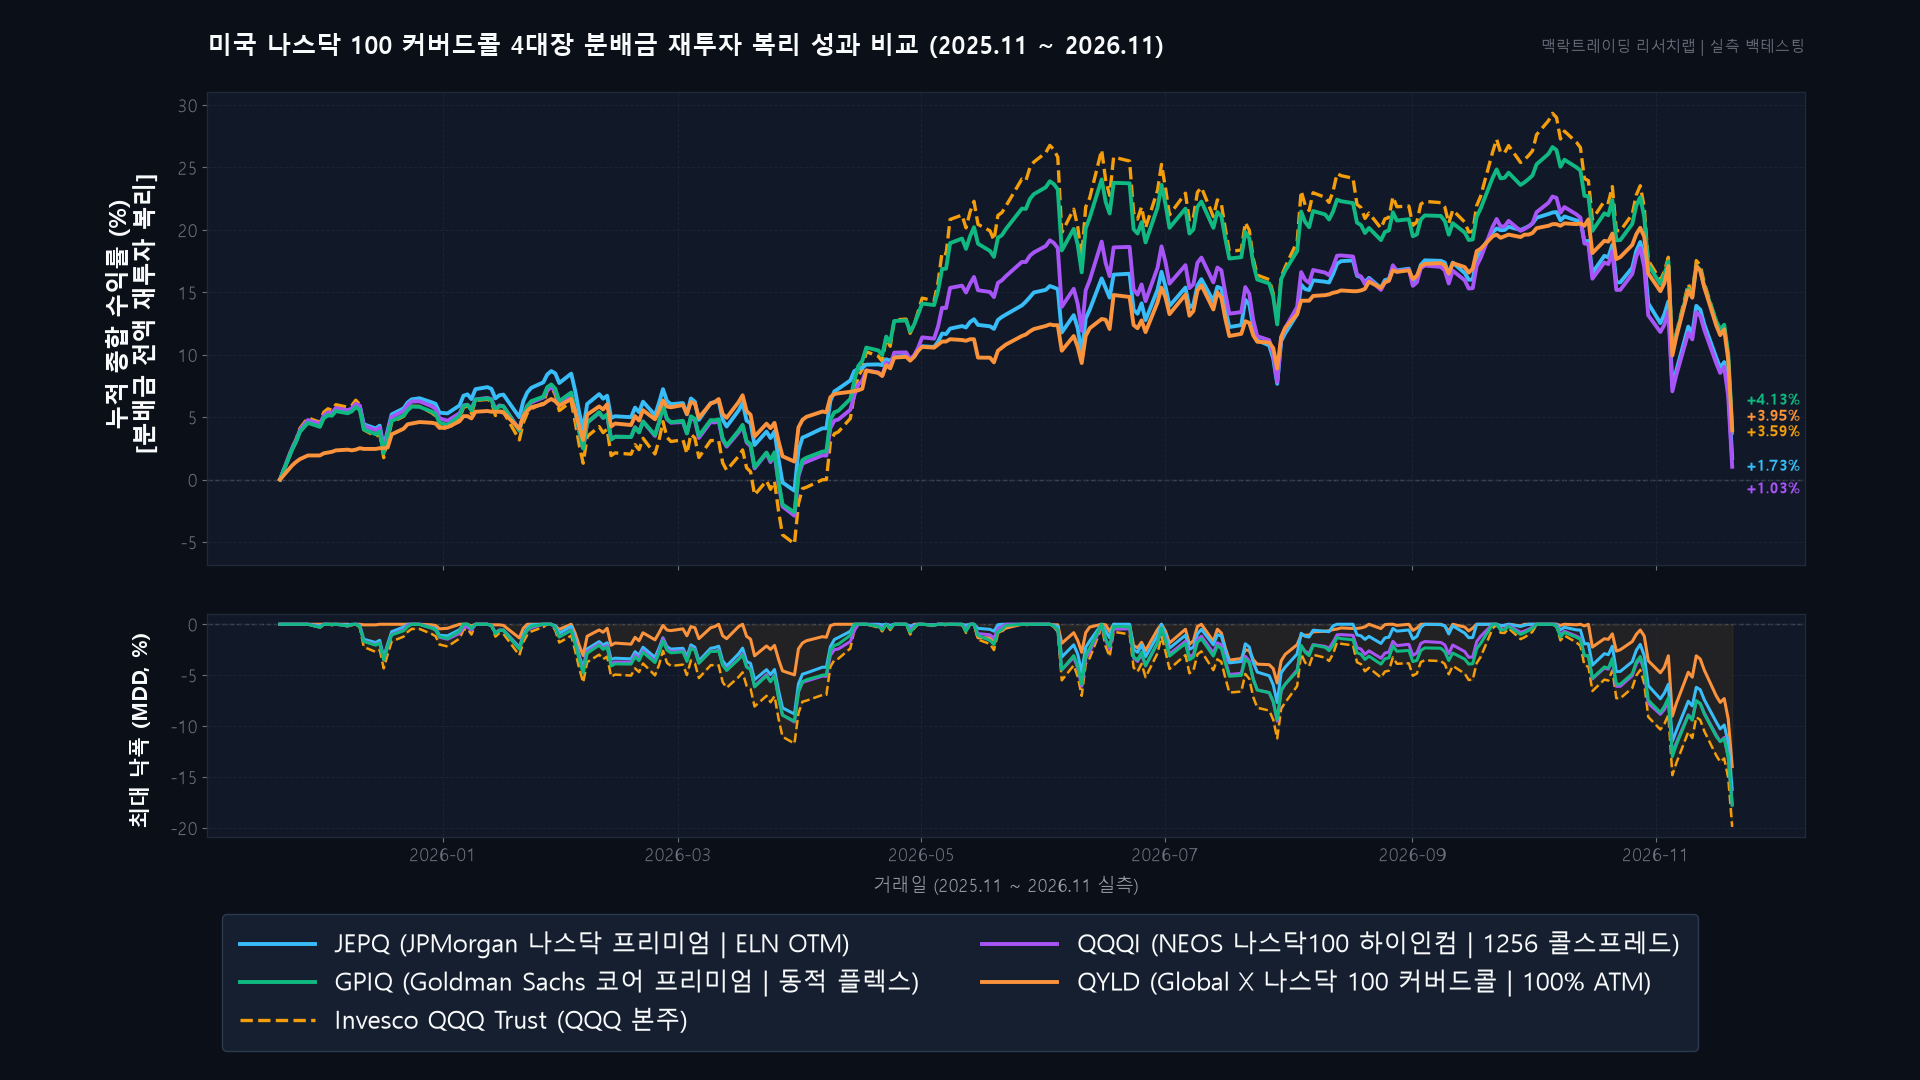 미국 나스닥 100 커버드콜 4대장 분배금 재투자 복리 성과 비교 (2025.11 ~ 2026.11)
맥락트레이딩 리서치랩 | 실측 백테스팅
누적 종합 수익률 (%)
[분배금 전액 재투자 복리]
30
25
20
15
10
5
0
-5
+4.13%
+3.95%
+3.59%
+1.73%
+1.03%
최대 낙폭 (MDD, %)
0
-5
-10
-15
-20
2026-01
2026-03
2026-05
2026-07
2026-09
2026-11
거래일 (2025.11 ~ 2026.11 실측)
JEPQ (JPMorgan 나스닥 프리미엄 | ELN OTM)
GPIQ (Goldman Sachs 코어 프리미엄 | 동적 플렉스)
Invesco QQQ Trust (QQQ 본주)
QQQI (NEOS 나스닥100 하이인컴 | 1256 콜스프레드)
QYLD (Global X 나스닥 100 커버드콜 | 100% ATM)